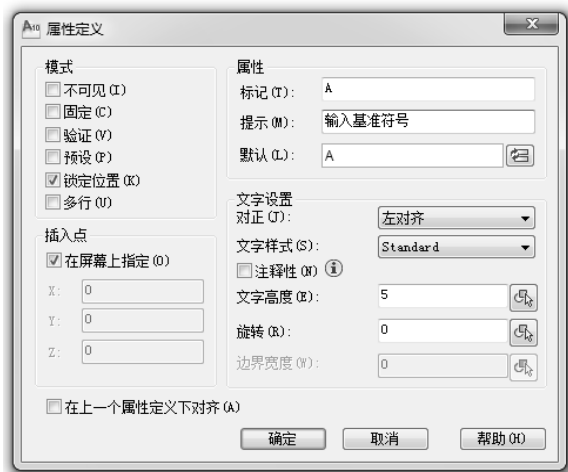 A10 属性定义
模式
不可见(I)
固定(C)
验证(V)
预设(P)
锁定位置(K)
多行(U)
插入点
在屏幕上指定(O)
X: 0
Y: 0
Z: 0
属性
标记(T): A
提示(M): 输入基准符号
默认(L): A
文字设置
对正(J): 左对齐
文字样式(S): Standard
注释性(N)
文字高度(E): 5
旋转(R): 0
边界宽度(W): 0
在上一个属性定义下对齐(A)
确定 取消 帮助(H)